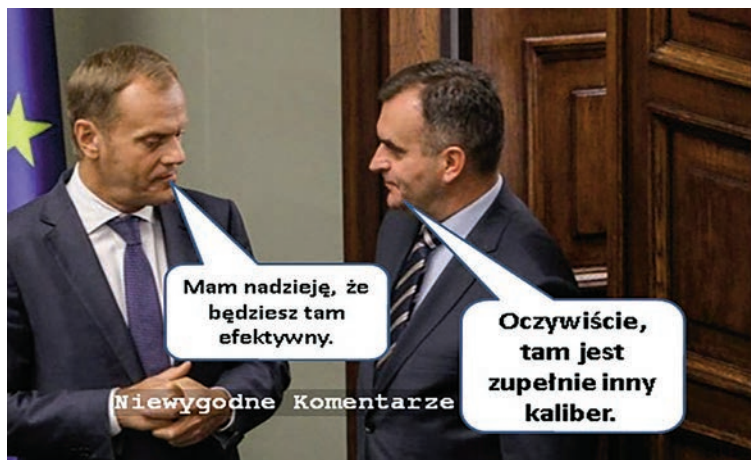 Mam nadzieję, że
będziesz tam
efektywny.
Oczywiście,
tam jest
zupełnie inny
kaliber.
Niewygodne Komentarze